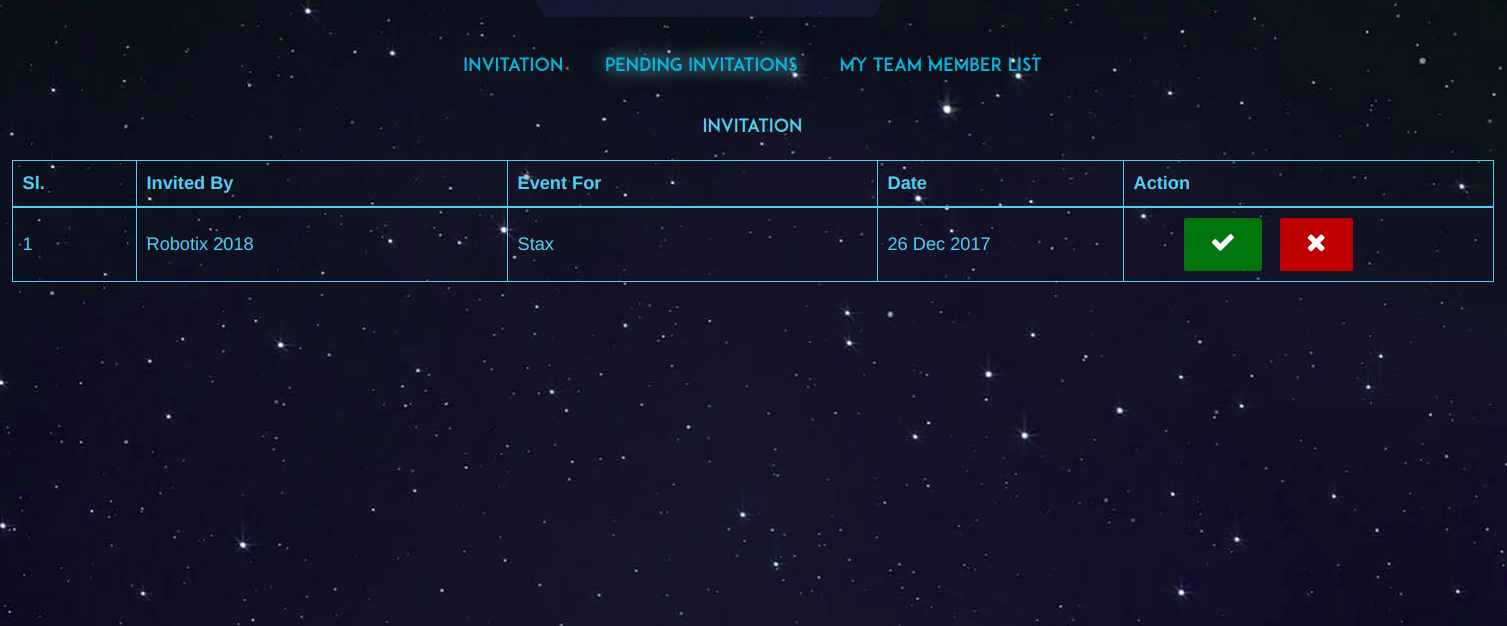 INVITATION PENDING INVITATIONS MY TEAM MEMBER LIST
INVITATION
Sl. Invited By Event For Date Action
1 Robotix 2018 Stax 26 Dec 2017